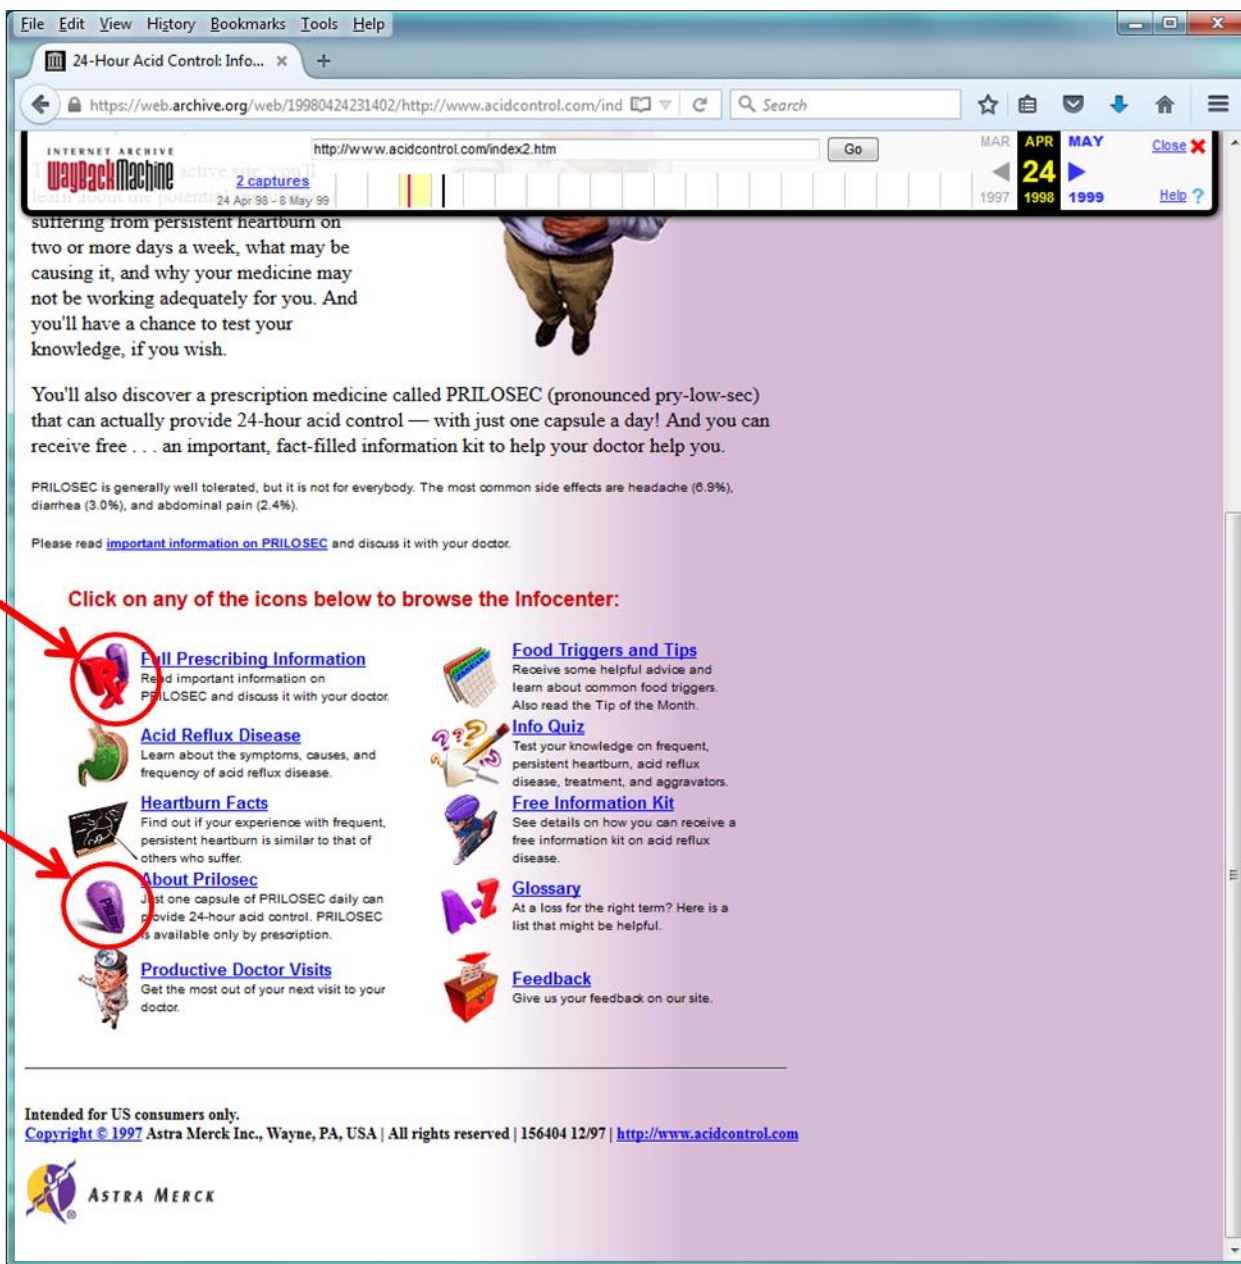 File Edit View History Bookmarks Tools Help
24-Hour Acid Control: Info... × +
https://web.archive.org/web/19980424231402/http://www.acidcontrol.com/ind
Search
INTERNET ARCHIVE
WayBackMachine
http://www.acidcontrol.com/index2.htm
Go
2 captures
24 Apr 98 - 8 May 99
MAR APR MAY
24
1997 1998 1999
Close
Help ?
active site, you'll
learn about the potential
suffering from persistent heartburn on
two or more days a week, what may be
causing it, and why your medicine may
not be working adequately for you. And
you'll have a chance to test your
knowledge, if you wish.
You'll also discover a prescription medicine called PRILOSEC (pronounced pry-low-sec)
that can actually provide 24-hour acid control — with just one capsule a day! And you can
receive free . . . an important, fact-filled information kit to help your doctor help you.
PRILOSEC is generally well tolerated, but it is not for everybody. The most common side effects are headache (6.9%),
diarrhea (3.0%), and abdominal pain (2.4%).
Please read important information on PRILOSEC and discuss it with your doctor.
Click on any of the icons below to browse the Infocenter:
Rx
Full Prescribing Information
Read important information on
PRILOSEC and discuss it with your doctor.
Food Triggers and Tips
Receive some helpful advice and
learn about common food triggers.
Also read the Tip of the Month.
Acid Reflux Disease
Learn about the symptoms, causes, and
frequency of acid reflux disease.
Info Quiz
Test your knowledge on frequent,
persistent heartburn, acid reflux
disease, treatment, and aggravators.
Heartburn Facts
Find out if your experience with frequent,
persistent heartburn is similar to that of
others who suffer.
Free Information Kit
See details on how you can receive a
free information kit on acid reflux
disease.
About Prilosec
Just one capsule of PRILOSEC daily can
provide 24-hour acid control. PRILOSEC
is available only by prescription.
A-Z
Glossary
At a loss for the right term? Here is a
list that might be helpful.
Productive Doctor Visits
Get the most out of your next visit to your
doctor.
Feedback
Give us your feedback on our site.
Intended for US consumers only.
Copyright © 1997 Astra Merck Inc., Wayne, PA, USA | All rights reserved | 156404 12/97 | http://www.acidcontrol.com
ASTRA MERCK